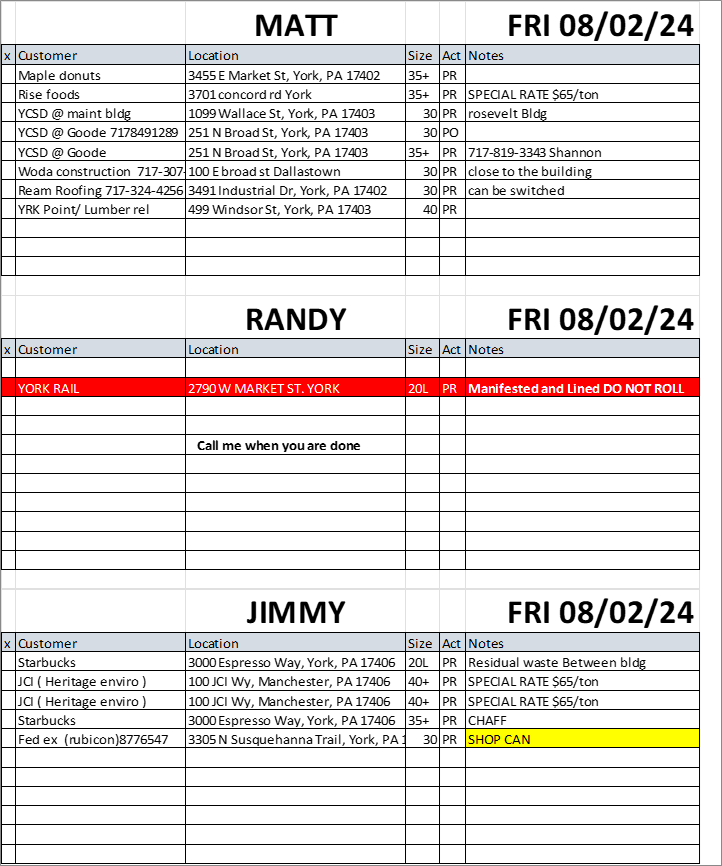 MATT FRI 08/02/24
x Customer Location Size Act Notes
Maple donuts 3455 E Market St, York, PA 17402 35+ PR
Rise foods 3701 concord rd York 35+ PR SPECIAL RATE $65/ton
YCSD @ maint bldg 1099 Wallace St, York, PA 17403 30 PR rosevelt Bldg
YCSD @ Goode 7178491289 251 N Broad St, York, PA 17403 30 PO
YCSD @ Goode 251 N Broad St, York, PA 17403 35+ PR 717-819-3343 Shannon
Woda construction 717-307- 100 E broad st Dallastown 30 PR close to the building
Ream Roofing 717-324-4256 3491 Industrial Dr, York, PA 17402 30 PR can be switched
YRK Point/ Lumber rel 499 Windsor St, York, PA 17403 40 PR
RANDY FRI 08/02/24
x Customer Location Size Act Notes
YORK RAIL 2790 W MARKET ST. YORK 20L PR Manifested and Lined DO NOT ROLL
Call me when you are done
JIMMY FRI 08/02/24
x Customer Location Size Act Notes
Starbucks 3000 Espresso Way, York, PA 17406 20L PR Residual waste Between bldg
JCI ( Heritage enviro ) 100 JCI Wy, Manchester, PA 17406 40+ PR SPECIAL RATE $65/ton
JCI ( Heritage enviro ) 100 JCI Wy, Manchester, PA 17406 40+ PR SPECIAL RATE $65/ton
Starbucks 3000 Espresso Way, York, PA 17406 35+ PR CHAFF
Fed ex (rubicon)8776547 3305 N Susquehanna Trail, York, PA 1 30 PR SHOP CAN